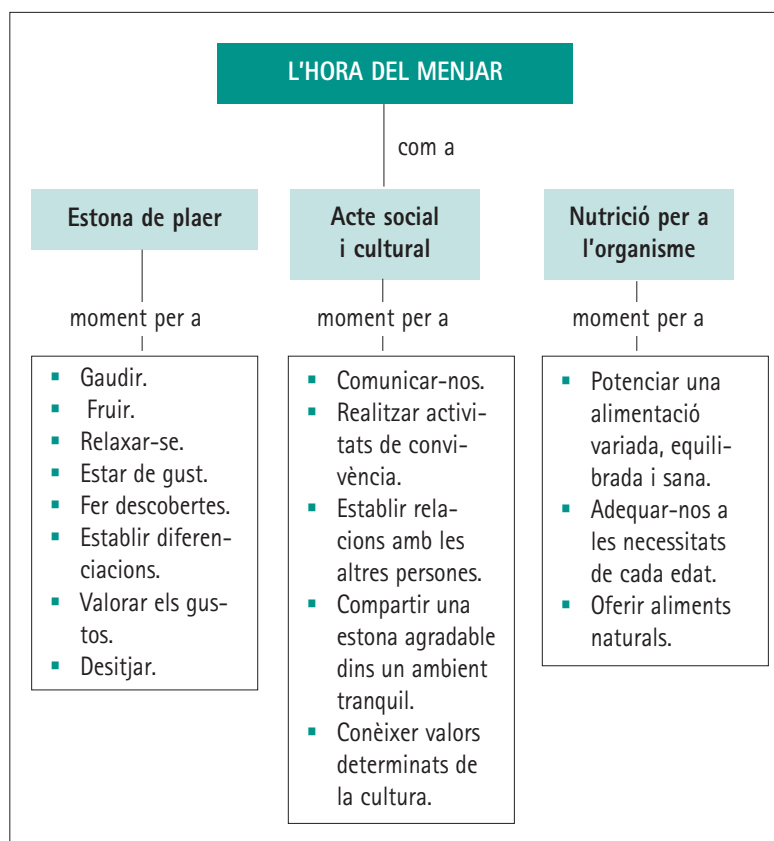 L'HORA DEL MENJAR
com a
Estona de plaer
moment per a
▪ Gaudir.
▪ Fruir.
▪ Relaxar-se.
▪ Estar de gust.
▪ Fer descobertes.
▪ Establir diferen-
ciacions.
▪ Valorar els gus-
tos.
▪ Desitjar.
Acte social
i cultural
moment per a
▪ Comunicar-nos.
▪ Realitzar activi-
tats de convi-
vència.
▪ Establir rela-
cions amb les
altres persones.
▪ Compartir una
estona agradable
dins un ambient
tranquil.
▪ Conèixer valors
determinats de
la cultura.
Nutrició per a
l'organisme
moment per a
▪ Potenciar una
alimentació
variada, equili-
brada i sana.
▪ Adequar-nos a
les necessitats
de cada edat.
▪ Oferir aliments
naturals.